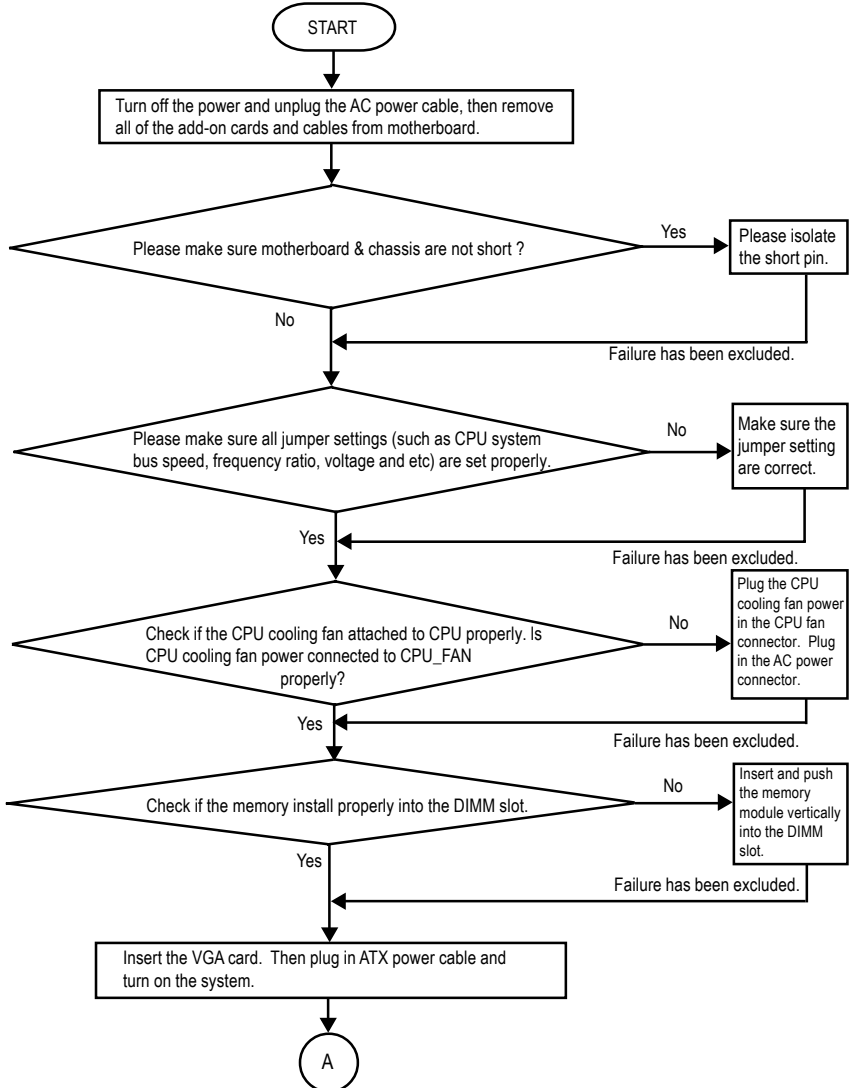 START
Turn off the power and unplug the AC power cable, then remove
all of the add-on cards and cables from motherboard.
Please make sure motherboard & chassis are not short ?
Yes
Please isolate
the short pin.
No
Failure has been excluded.
Please make sure all jumper settings (such as CPU system
bus speed, frequency ratio, voltage and etc) are set properly.
No
Make sure the
jumper setting
are correct.
Yes
Failure has been excluded.
Check if the CPU cooling fan attached to CPU properly. Is
CPU cooling fan power connected to CPU_FAN
properly?
No
Plug the CPU
cooling fan power
in the CPU fan
connector. Plug
in the AC power
connector.
Yes
Failure has been excluded.
Check if the memory install properly into the DIMM slot.
No
Insert and push
the memory
module vertically
into the DIMM
slot.
Yes
Failure has been excluded.
Insert the VGA card. Then plug in ATX power cable and
turn on the system.
A